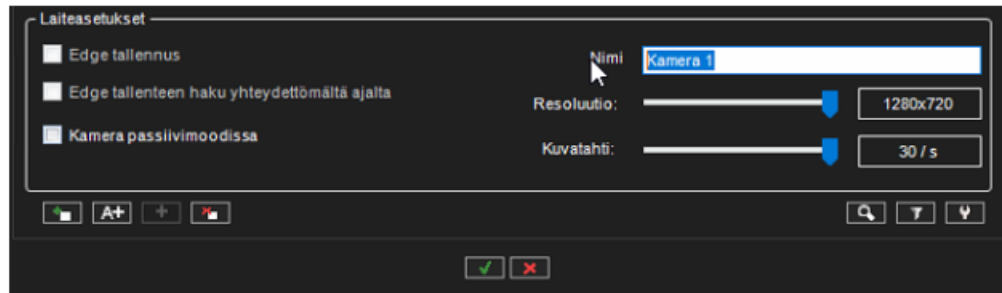 Laiteasetukset
Edge tallennus
Edge tallenteen haku yhteydettömältä ajalta
Kamera passiivimoodissa
Nimi Kamera 1
Resoluutio: 1280x720
Kuvatahti: 30 / s
A+